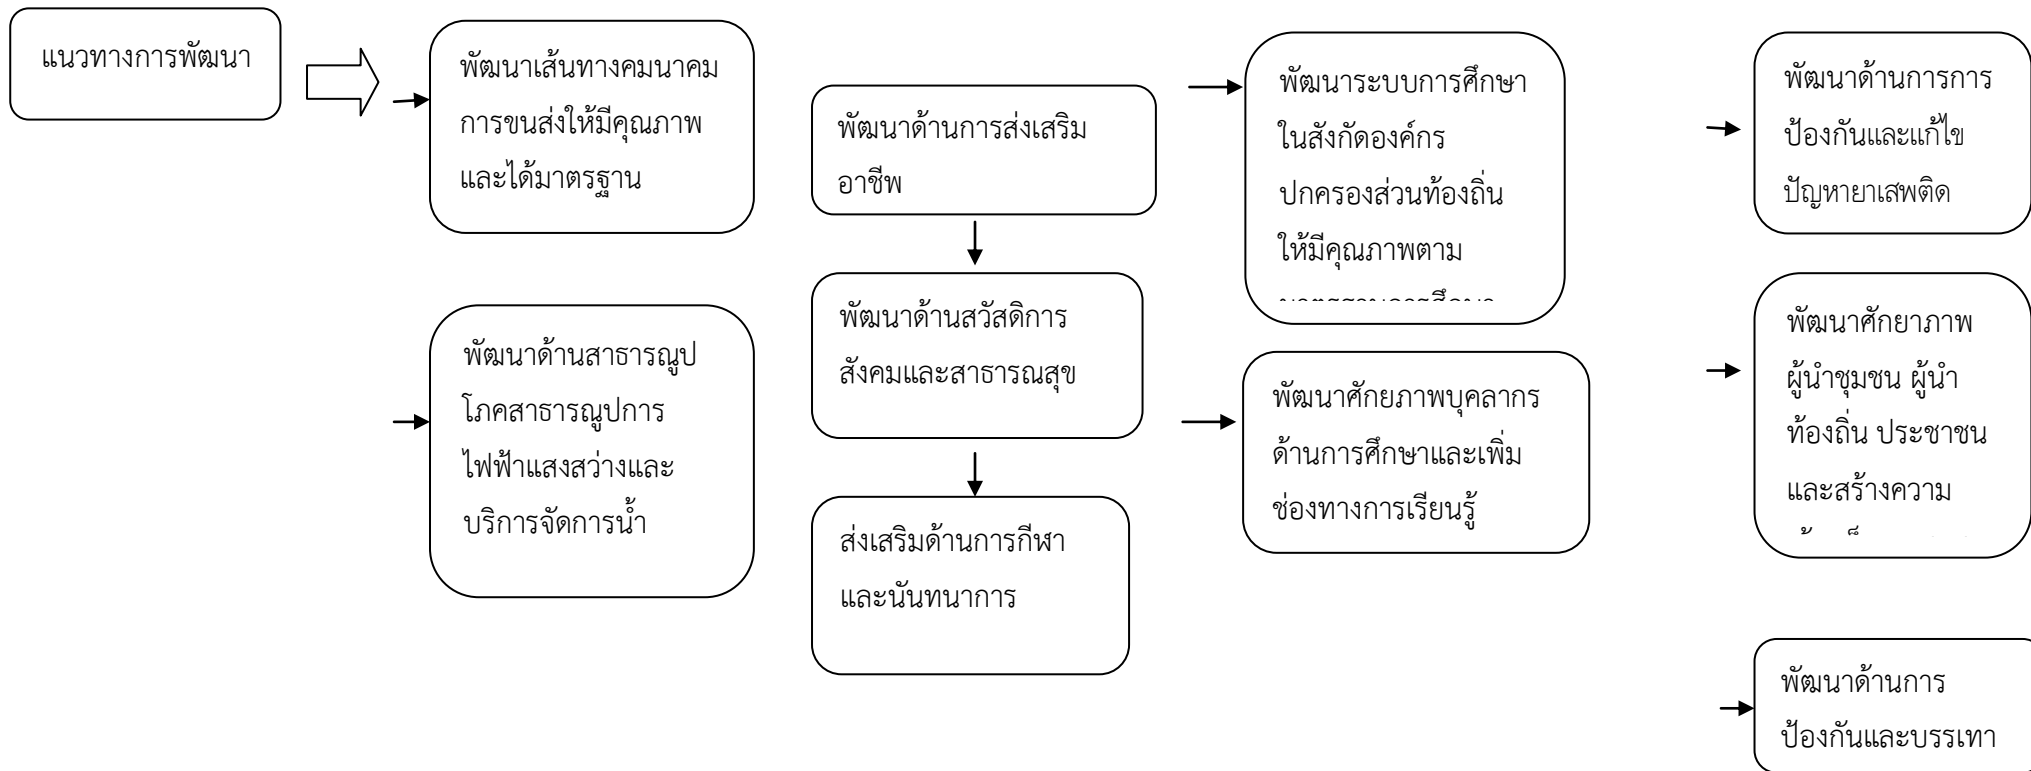 แนวทางการพัฒนา
พัฒนาเส้นทางคมนาคม
การขนส่งให้มีคุณภาพ
และได้มาตรฐาน
พัฒนาด้านสาธารณูป
โภคสาธารณูปการ
ไฟฟ้าแสงสว่างและ
บริการจัดการน้ำ
พัฒนาด้านการส่งเสริม
อาชีพ
พัฒนาด้านสวัสดิการ
สังคมและสาธารณสุข
ส่งเสริมด้านการกีฬา
และนันทนาการ
พัฒนาระบบการศึกษา
ในสังกัดองค์กร
ปกครองส่วนท้องถิ่น
ให้มีคุณภาพตาม
พัฒนาศักยภาพบุคลากร
ด้านการศึกษาและเพิ่ม
ช่องทางการเรียนรู้
พัฒนาด้านการการ
ป้องกันและแก้ไข
ปัญหายาเสพติด
พัฒนาศักยาภาพ
ผู้นำชุมชน ผู้นำ
ท้องถิ่น ประชาชน
และสร้างความ
พัฒนาด้านการ
ป้องกันและบรรเทา